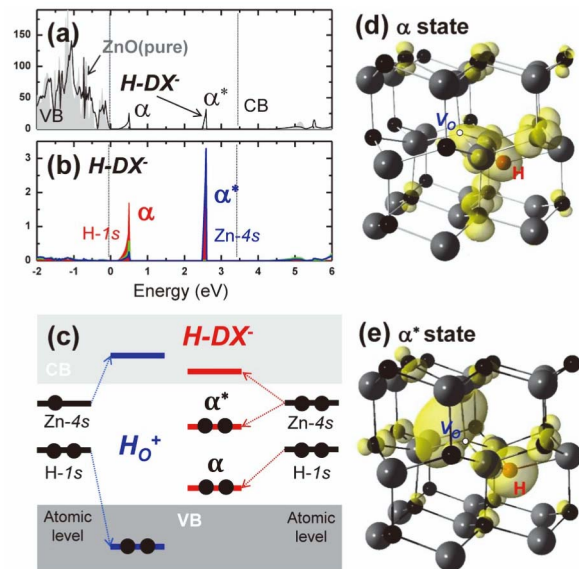 (a)
ZnO(pure)
H-DX-
α
α*
VB
CB
150
100
50
0
(b) H-DX-
α*
α
H-1s
Zn-4s
3
2
1
0
-2 -1 0 1 2 3 4 5 6
Energy (eV)
(c)
H-DX-
CB
α*
Zn-4s
Zn-4s
HO+
H-1s
α
H-1s
Atomic
level
VB
Atomic
level
(d) α state
VO
H
(e) α* state
VO
H